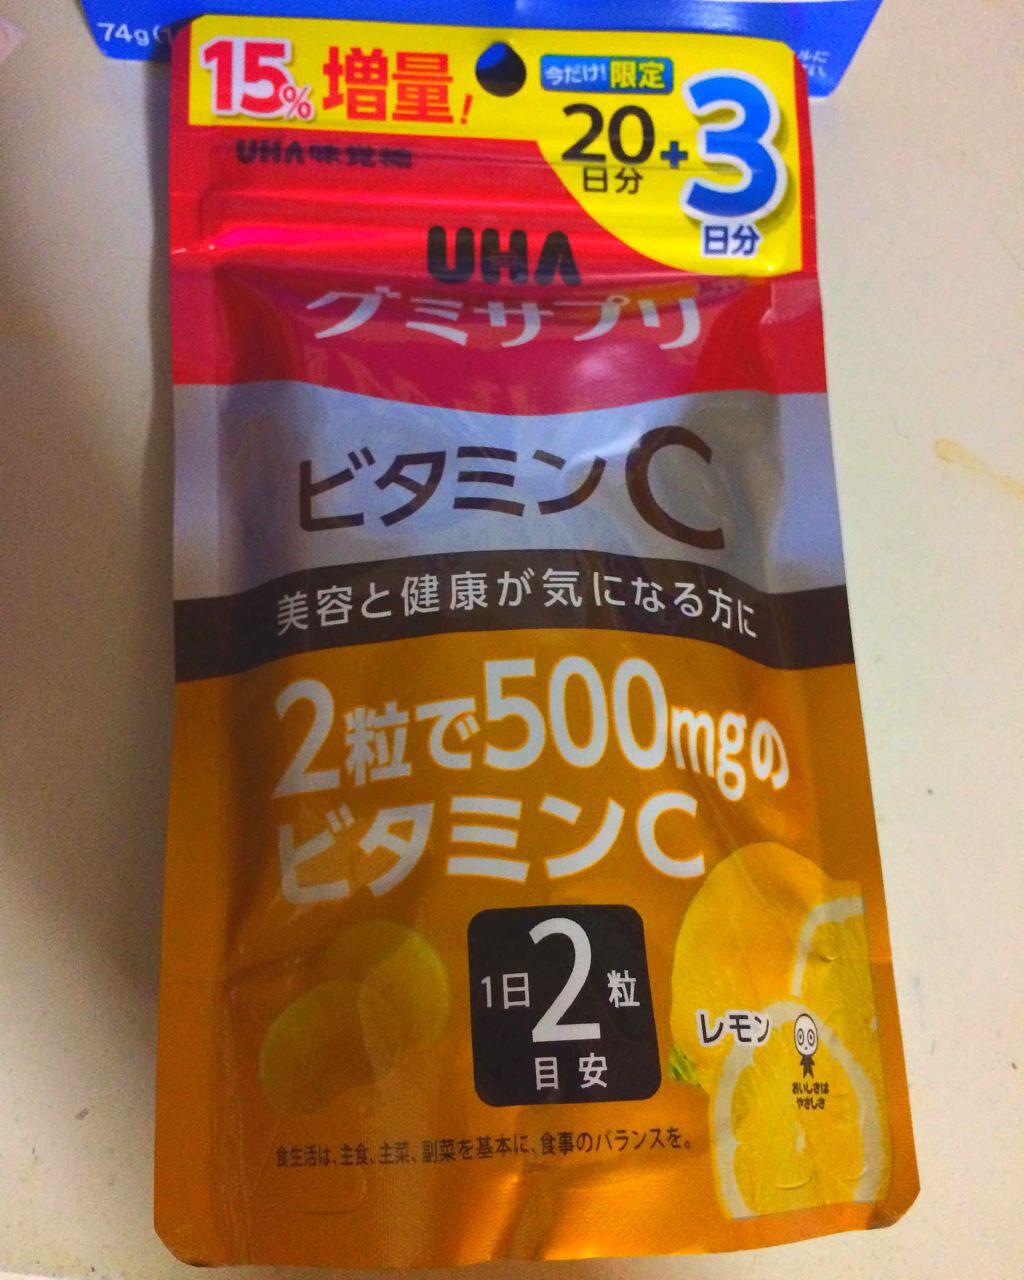 74g
15%増量!
今だけ!限定
20日分+3日分
UHA味覚糖
UHA
グミサプリ
ビタミンC
美容と健康が気になる方に
2粒で500mgの
ビタミンC
1日2粒
目安
レモン
おいしさは
やさしさ
食生活は、主食、主菜、副菜を基本に、食事のバランスを。